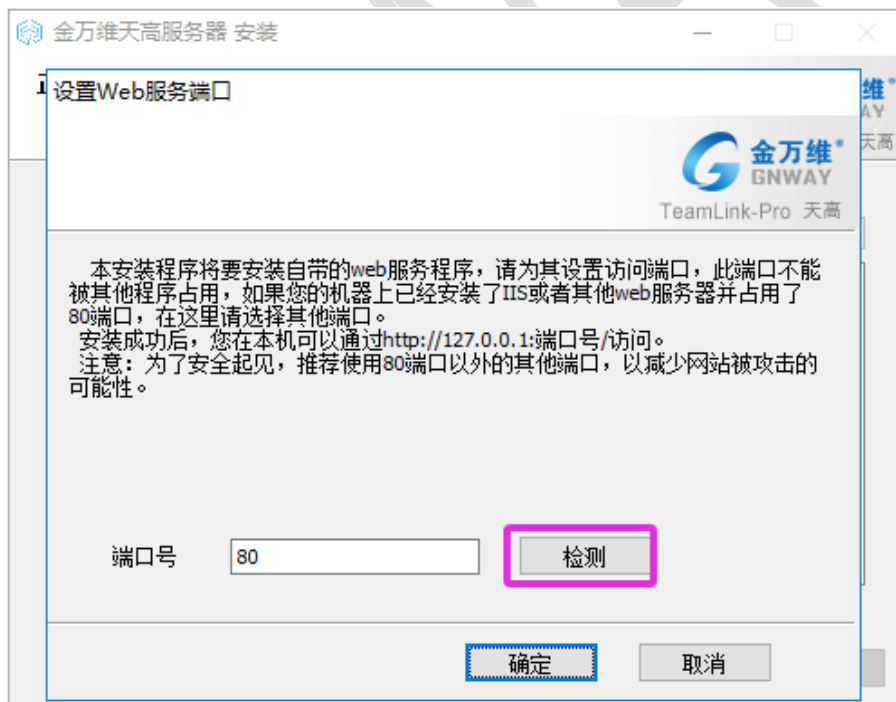 金万维天高服务器 安装
设置Web服务端口
维
AY
天高
金万维
GNWAY
TeamLink-Pro 天高
本安装程序将要安装自带的web服务程序，请为其设置访问端口，此端口不能
被其他程序占用，如果您的机器上已经安装了IIS或者其他web服务器并占用了
80端口，在这里请选择其他端口。
安装成功后，您在本机可以通过http://127.0.0.1:端口号/访问。
注意：为了安全起见，推荐使用80端口以外的其他端口，以减少网站被攻击的
可能性。
端口号 80 检测
确定 取消